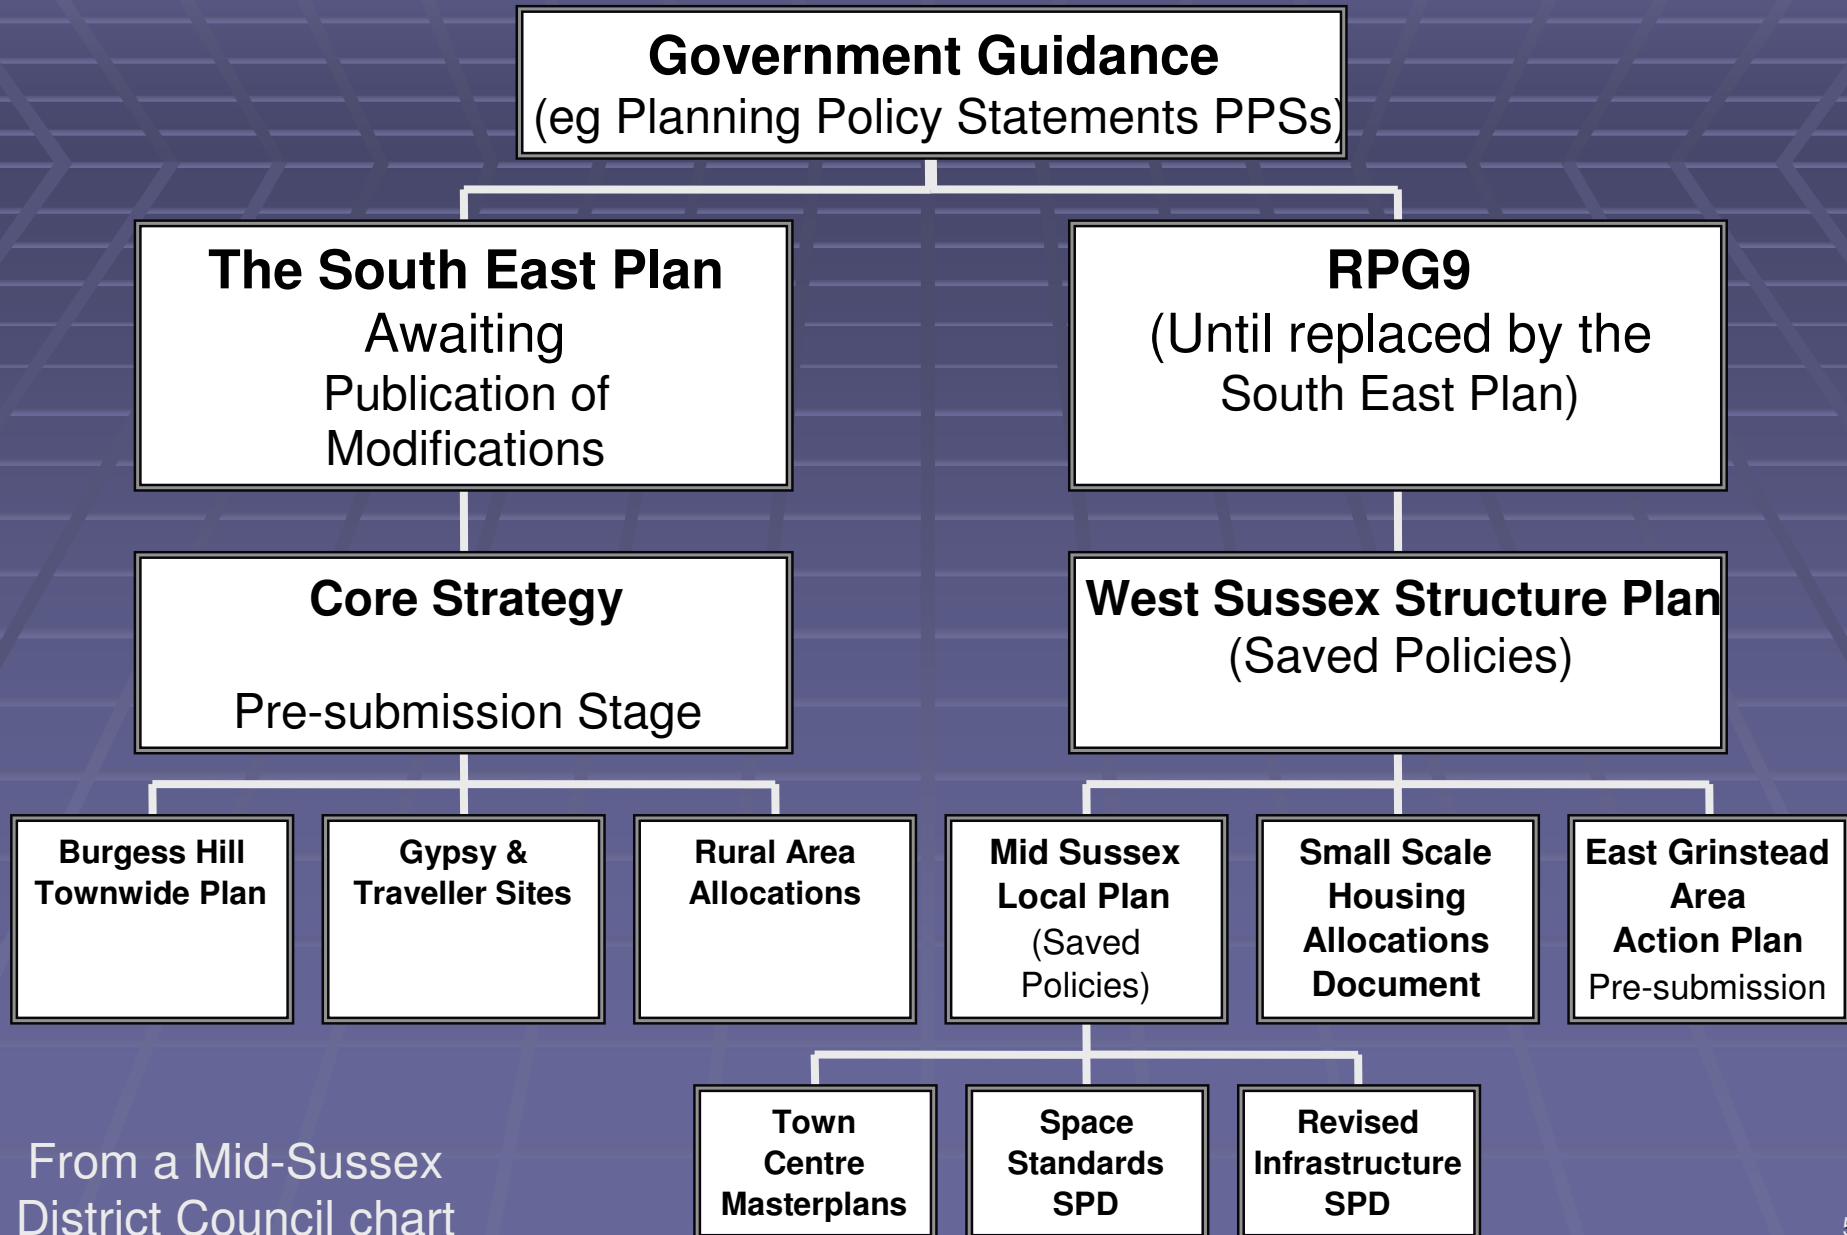 Government Guidance
(eg Planning Policy Statements PPSs)
The South East Plan
Awaiting
Publication of
Modifications
RPG9
(Until replaced by the
South East Plan)
Core Strategy
Pre-submission Stage
West Sussex Structure Plan
(Saved Policies)
Burgess Hill
Townwide Plan
Gypsy &
Traveller Sites
Rural Area
Allocations
Mid Sussex
Local Plan
(Saved
Policies)
Small Scale
Housing
Allocations
Document
East Grinstead
Area
Action Plan
Pre-submission
Town
Centre
Masterplans
Space
Standards
SPD
Revised
Infrastructure
SPD
From a Mid-Sussex
District Council chart